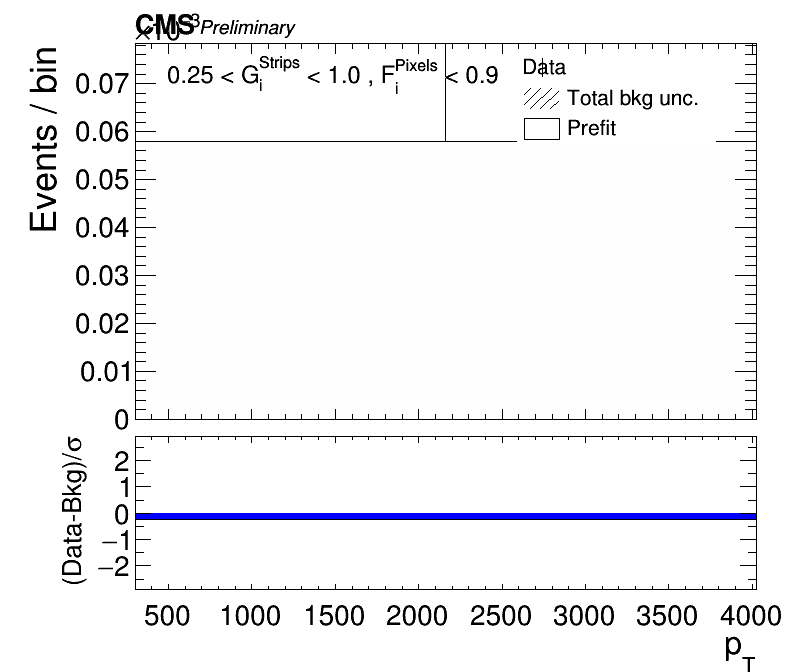 CMS Preliminary
×10³
0.25 < G_i^Strips < 1.0 , F_i^Pixels < 0.9
Data
Total bkg unc.
Prefit
Events / bin
0.07
0.06
0.05
0.04
0.03
0.02
0.01
0
(Data-Bkg)/σ
2
1
0
−1
−2
500 1000 1500 2000 2500 3000 3500 4000
p_T